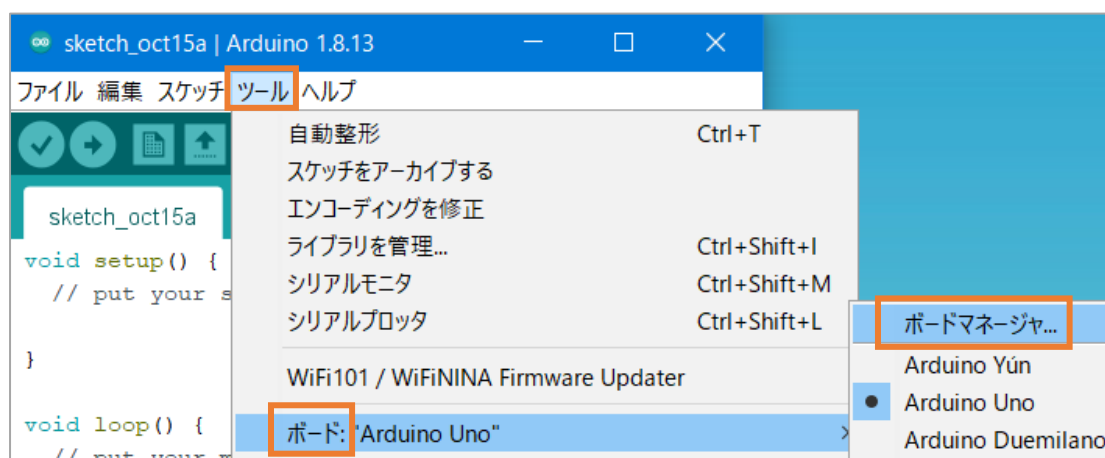 sketch_oct15a | Arduino 1.8.13
ファイル 編集 スケッチ ツール ヘルプ
sketch_oct15a
void setup() {
// put your s
}
void loop() {
// put your m
自動整形 Ctrl+T
スケッチをアーカイブする
エンコーディングを修正
ライブラリを管理... Ctrl+Shift+I
シリアルモニタ Ctrl+Shift+M
シリアルプロッタ Ctrl+Shift+L
WiFi101 / WiFiNINA Firmware Updater
ボード: "Arduino Uno"
ボードマネージャ...
Arduino Yún
Arduino Uno
Arduino Duemilano